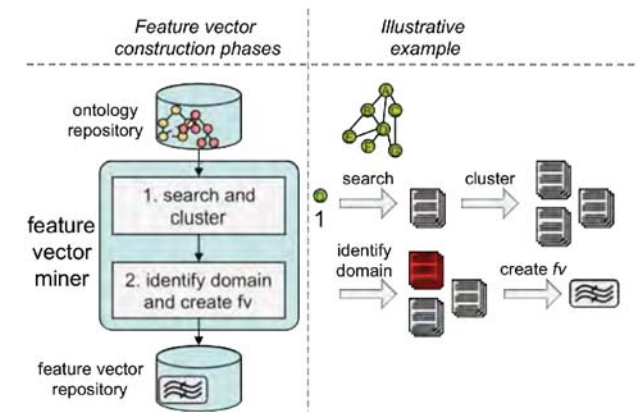 Feature vector
construction phases
Illustrative
example
ontology
repository
feature
vector
miner
1. search and
cluster
2. identify domain
and create fv
feature vector
repository
A
B
C
D
E
F
G
1
search
cluster
identify
domain
create fv